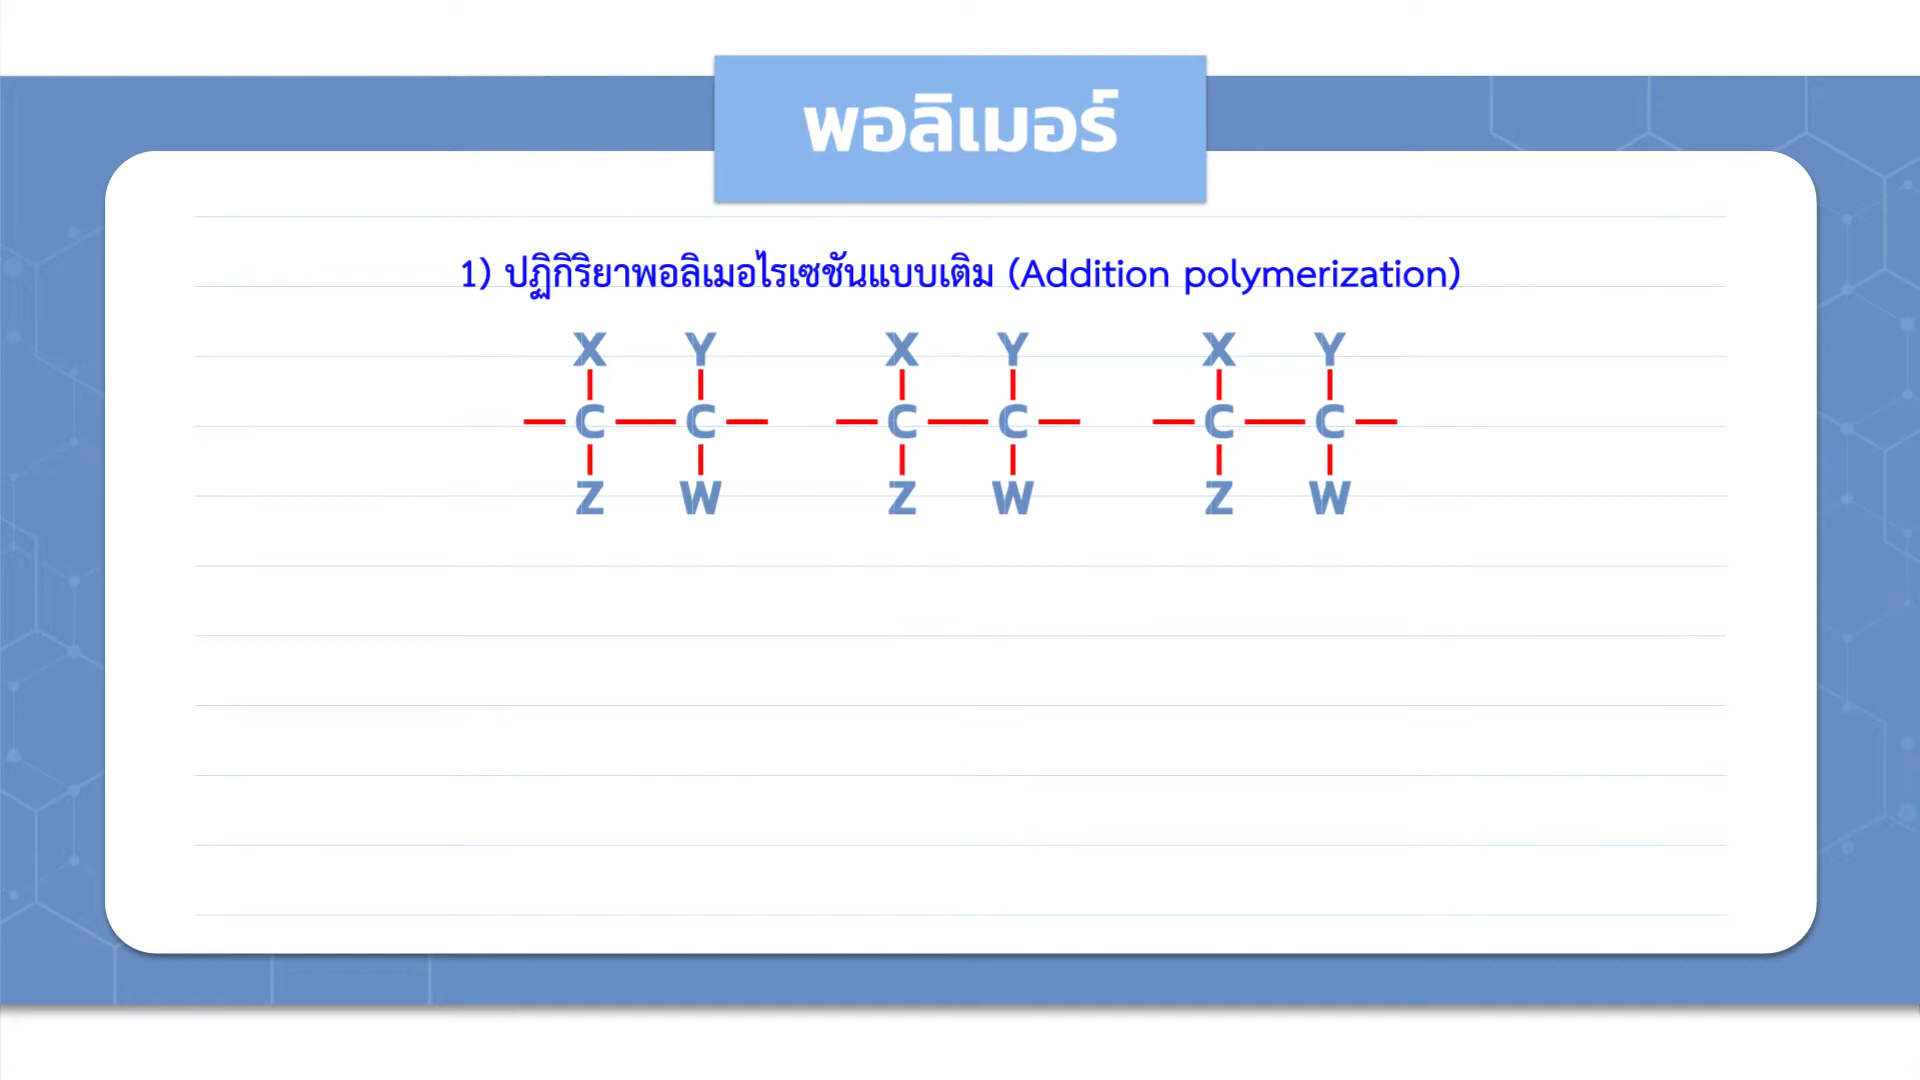 พอลิเมอร์
1) ปฏิกิริยาพอลิเมอไรเซชันแบบเติม (Addition polymerization)
X Y X Y X Y
C C C C C C
Z W Z W Z W